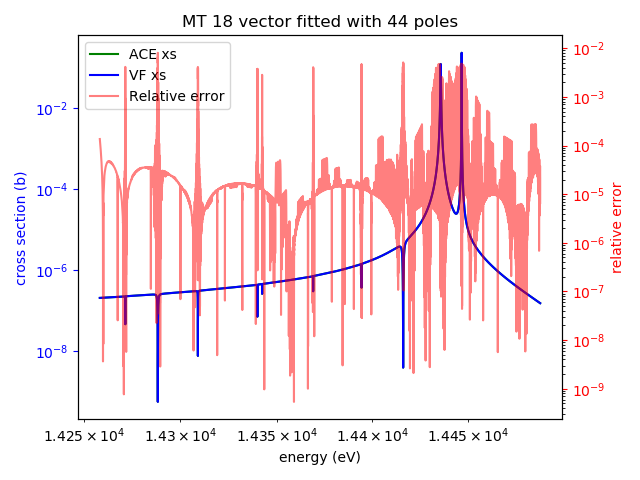 MT 18 vector fitted with 44 poles
ACE xs
VF xs
Relative error
cross section (b)
10⁻²
10⁻⁴
10⁻⁶
10⁻⁸
10⁻²
10⁻³
10⁻⁴
10⁻⁵
10⁻⁶
10⁻⁷
10⁻⁸
10⁻⁹
relative error
1.425 × 10⁴ 1.43 × 10⁴ 1.435 × 10⁴ 1.44 × 10⁴ 1.445 × 10⁴
energy (eV)